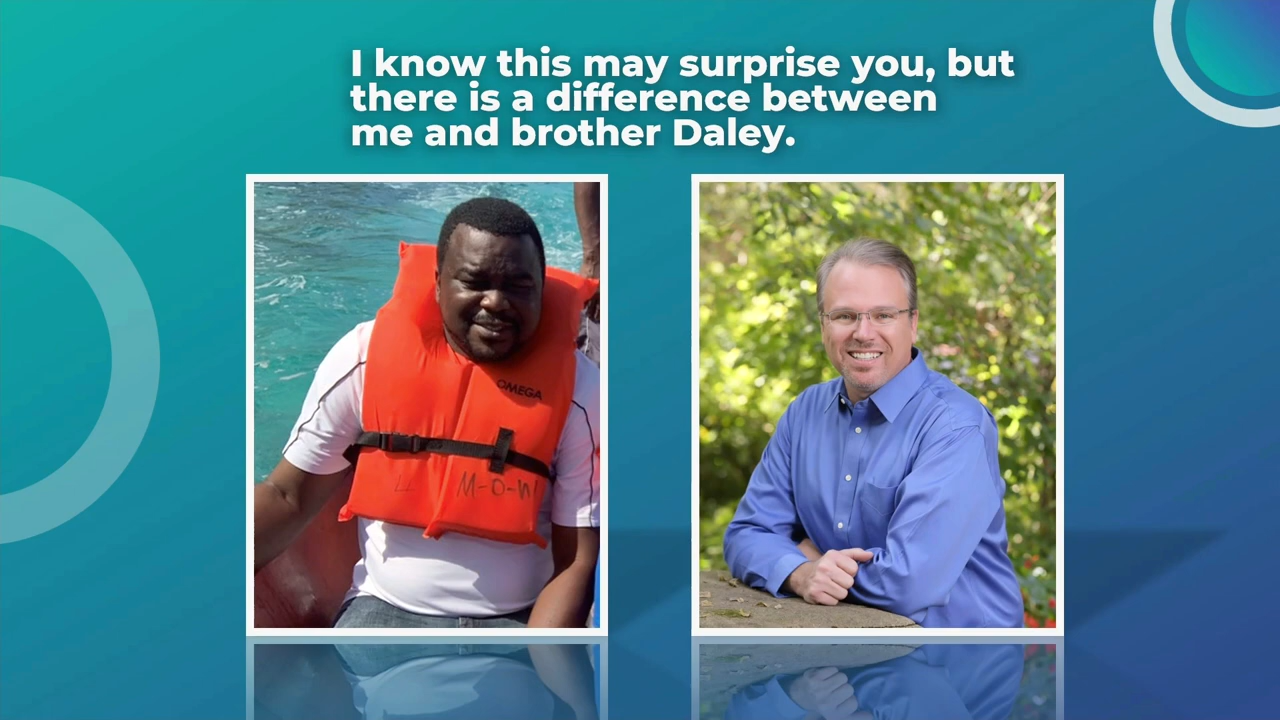 I know this may surprise you, but
there is a difference between
me and brother Daley.
OMEGA
M-O-W